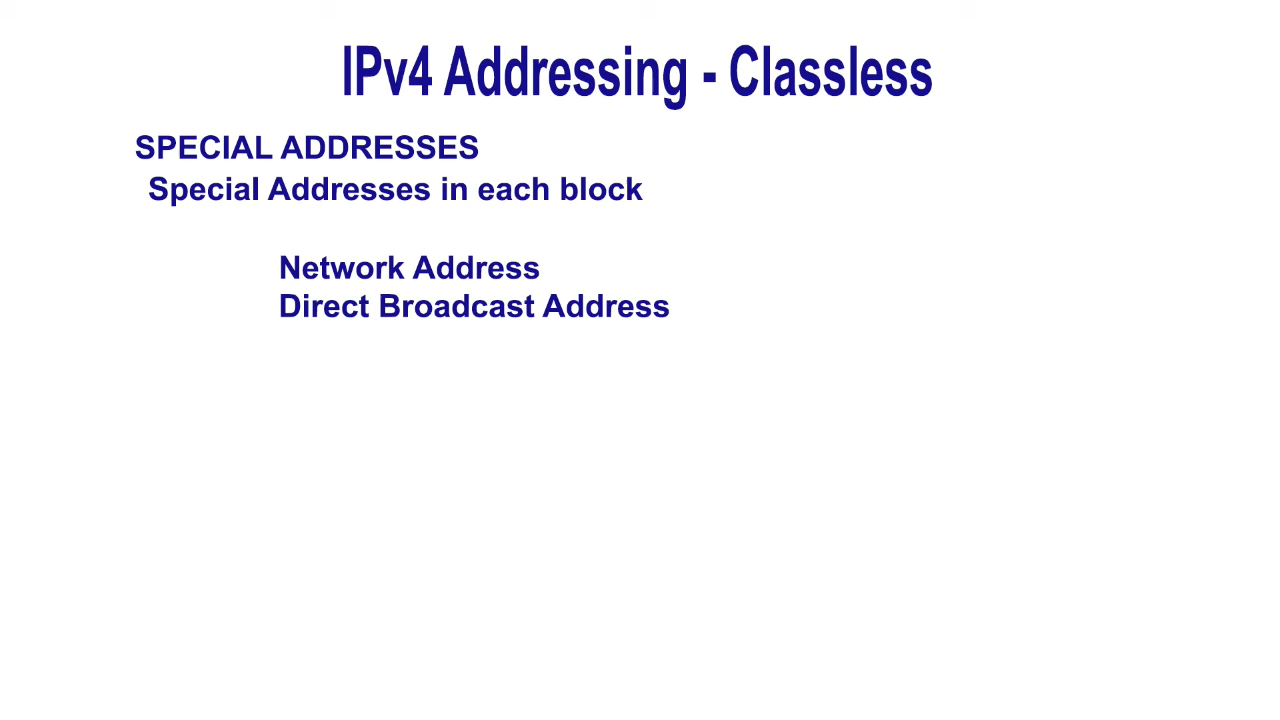 IPv4 Addressing - Classless
SPECIAL ADDRESSES
Special Addresses in each block
Network Address
Direct Broadcast Address